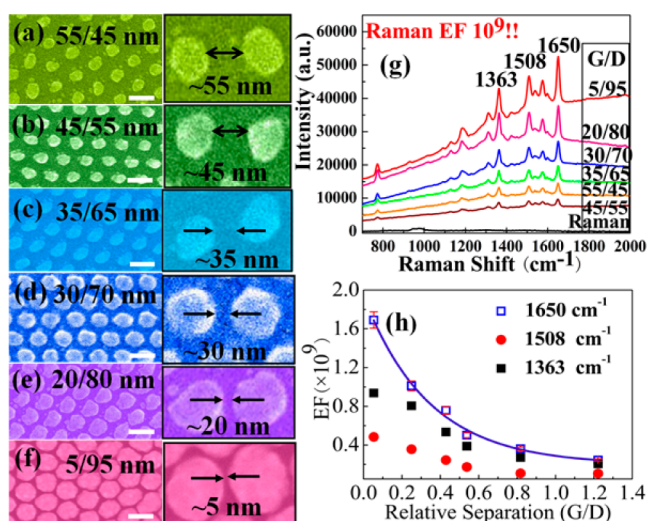 (a) 55/45 nm
~55 nm
(b) 45/55 nm
~45 nm
(c) 35/65 nm
~35 nm
(d) 30/70 nm
~30 nm
(e) 20/80 nm
~20 nm
(f) 5/95 nm
~5 nm
Raman EF 10⁹!!
(g)
1363
1508
1650
G/D
5/95
20/80
30/70
35/65
55/45
45/55
Raman
Intensity (a.u.)
60000
50000
40000
30000
20000
10000
0
800 1000 1200 1400 1600 1800 2000
Raman Shift (cm⁻¹)
(h)
1650 cm⁻¹
1508 cm⁻¹
1363 cm⁻¹
EF(×10⁹)
2.0
1.6
1.2
0.8
0.4
0.0 0.2 0.4 0.6 0.8 1.0 1.2
Relative Separation (G/D)